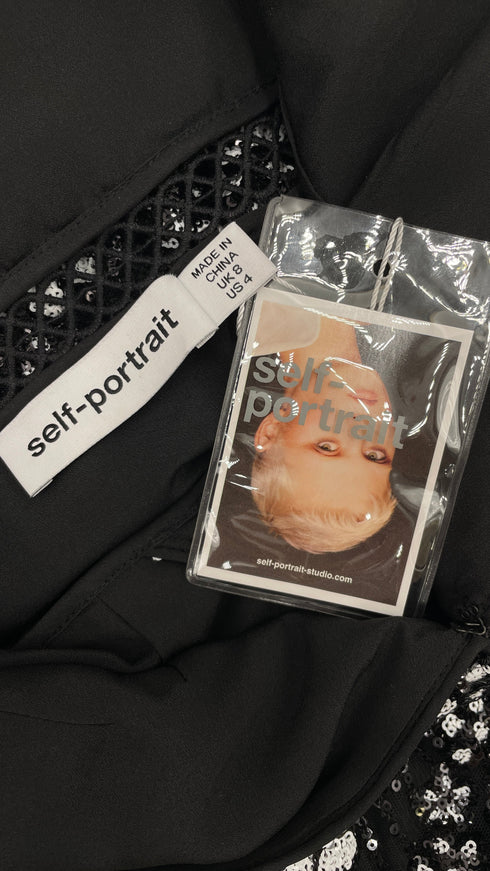 self-portrait
MADE IN
CHINA
UK 8
US 4
self-
portrait
self-portrait-studio.com